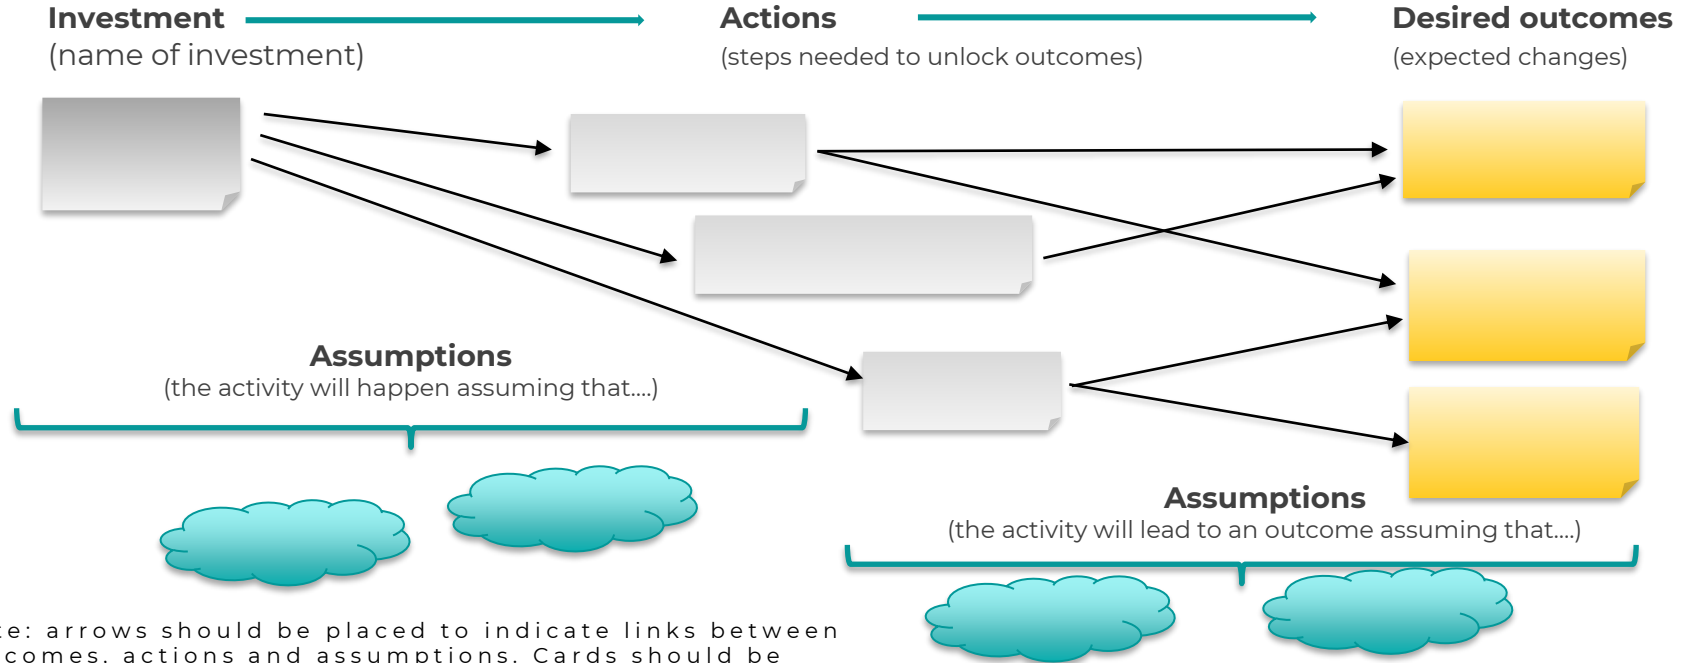 Investment
(name of investment)
Actions
(steps needed to unlock outcomes)
Desired outcomes
(expected changes)
Assumptions
(the activity will happen assuming that....)
Assumptions
(the activity will lead to an outcome assuming that....)
: arrows should be placed to indicate links between
actions and assumptions. Cards should be